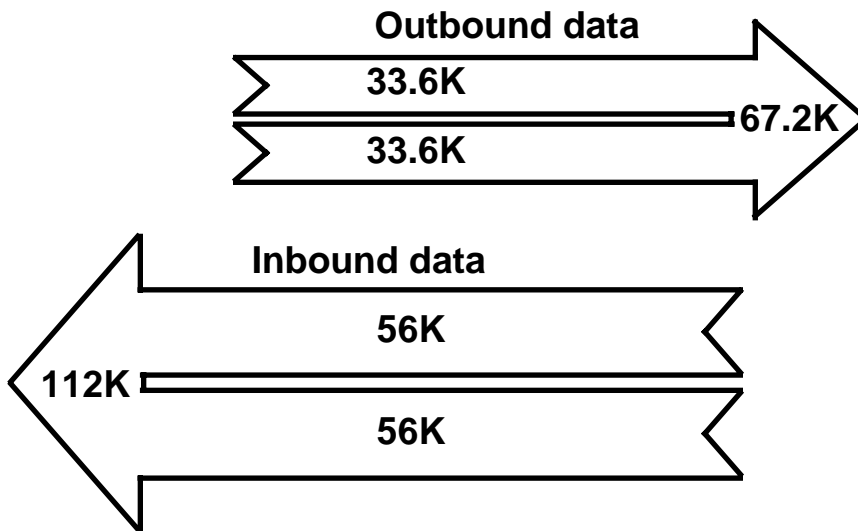 Outbound data
33.6K
67.2K
33.6K
Inbound data
56K
112K
56K